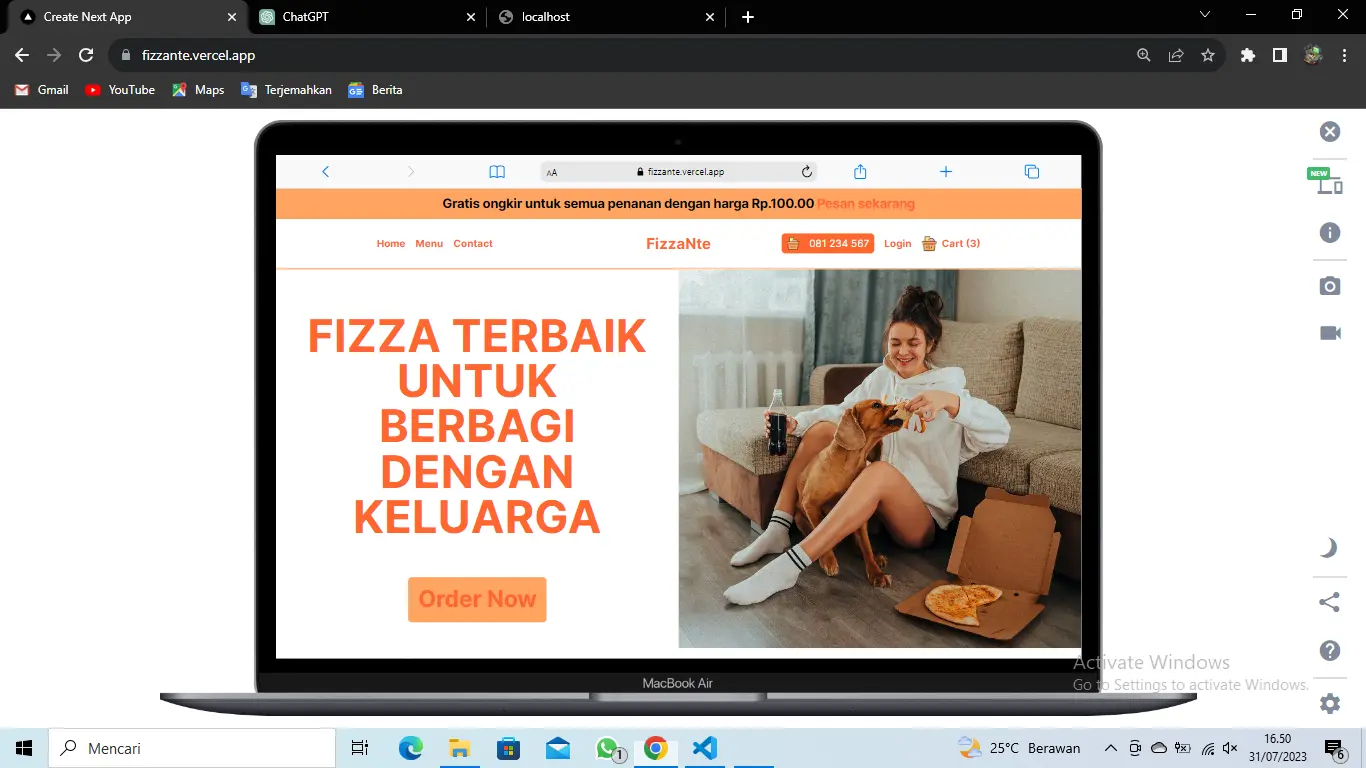 Create Next App
ChatGPT
localhost
fizzante.vercel.app
Gmail
YouTube
Maps
Terjemahkan
Berita
NEW
AA
fizzante.vercel.app
Gratis ongkir untuk semua penanan dengan harga Rp.100.00 Pesan sekarang
Home Menu Contact
FizzaNte
081 234 567
Login
Cart (3)
FIZZA TERBAIK
UNTUK
BERBAGI
DENGAN
KELUARGA
Order Now
MacBook Air
Activate Windows
Go to Settings to activate Windows.
Mencari
1
25°C Berawan
16.50
31/07/2023
6